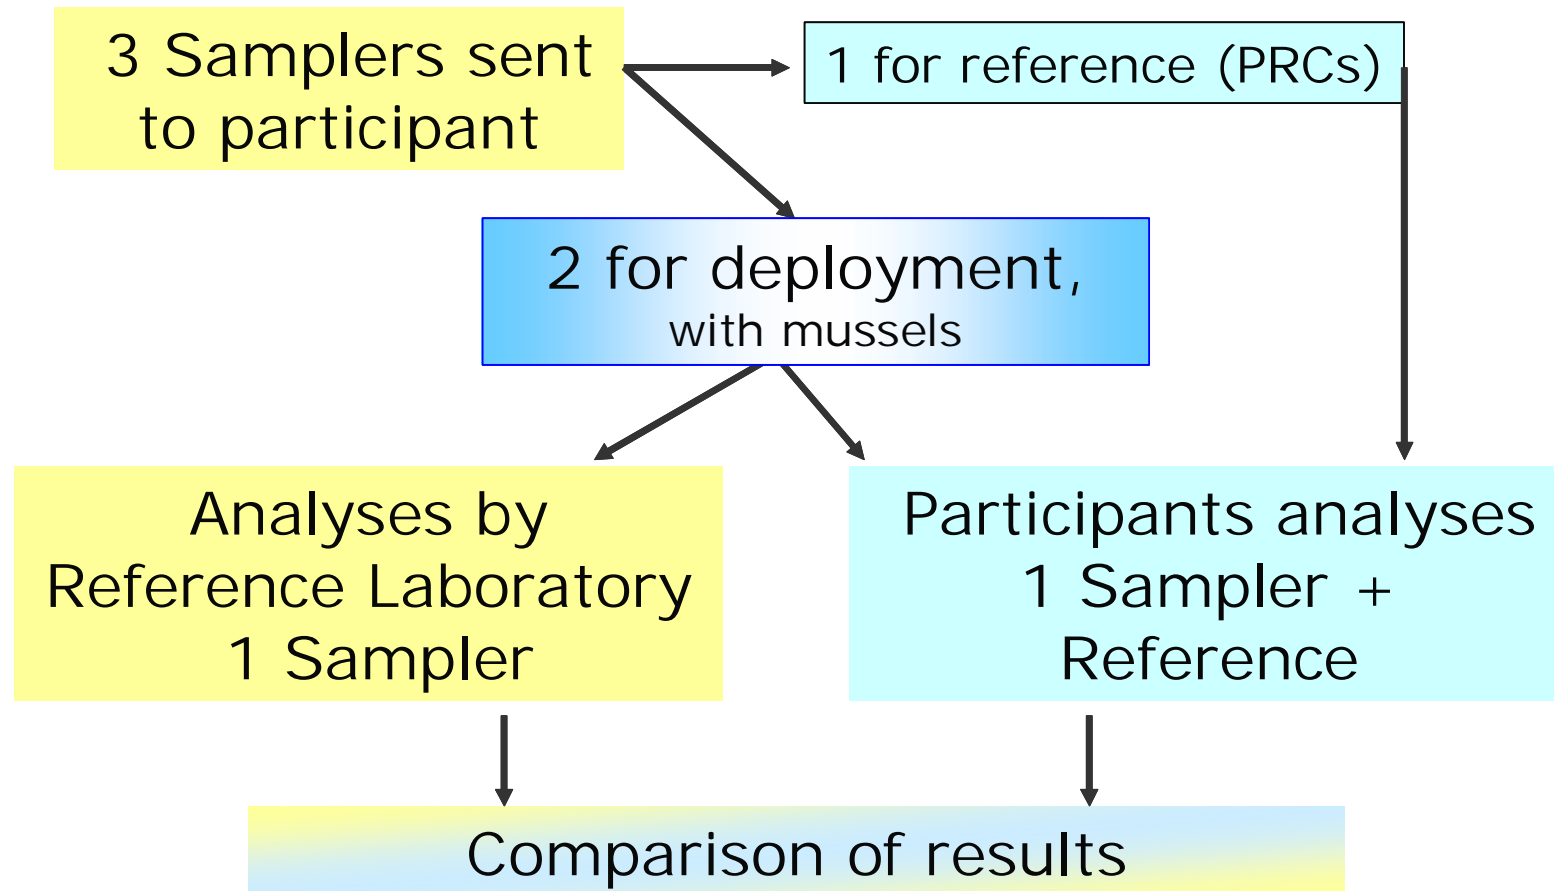 3 Samplers sent
to participant
1 for reference (PRCs)
2 for deployment,
with mussels
Analyses by
Reference Laboratory
1 Sampler
Participants analyses
1 Sampler +
Reference
Comparison of results